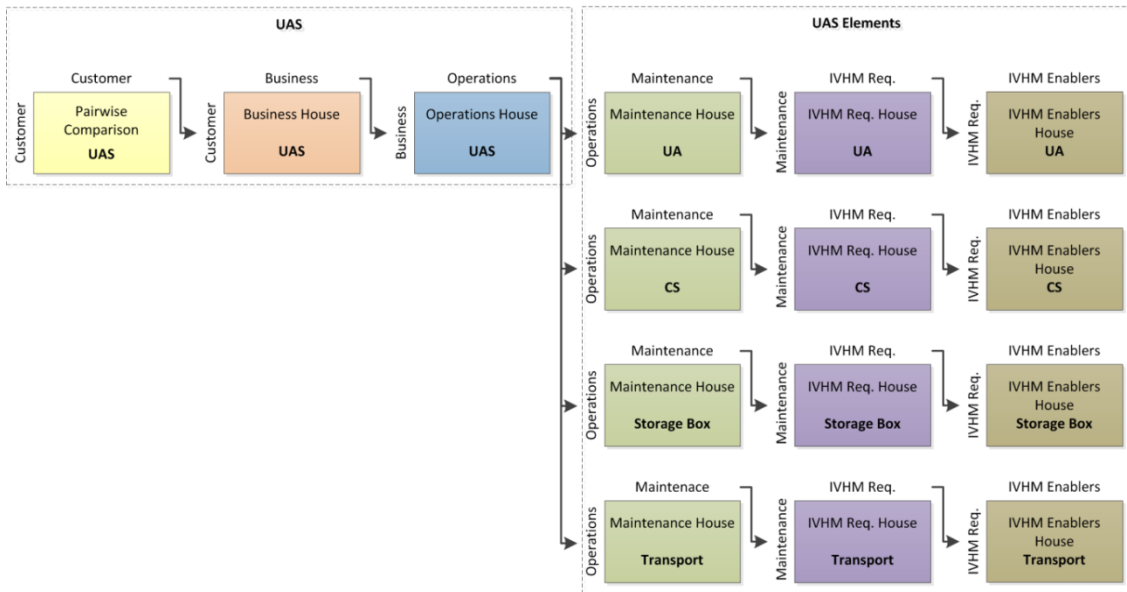 UAS
Customer
Business
Operations
Customer
Pairwise
Comparison
UAS
Customer
Business House
UAS
Business
Operations House
UAS
UAS Elements
Maintenance
IVHM Req.
IVHM Enablers
Operations
Maintenance House
UA
Maintenance
IVHM Req. House
UA
IVHM Req.
IVHM Enablers
House
UA
Maintenance
IVHM Req.
IVHM Enablers
Operations
Maintenance House
CS
Maintenance
IVHM Req. House
CS
IVHM Req.
IVHM Enablers
House
CS
Maintenance
IVHM Req.
IVHM Enablers
Operations
Maintenance House
Storage Box
Maintenance
IVHM Req. House
Storage Box
IVHM Req.
IVHM Enablers
House
Storage Box
Maintenace
IVHM Req.
IVHM Enablers
Operations
Maintenance House
Transport
Maintenance
IVHM Req. House
Transport
IVHM Req.
IVHM Enablers
House
Transport